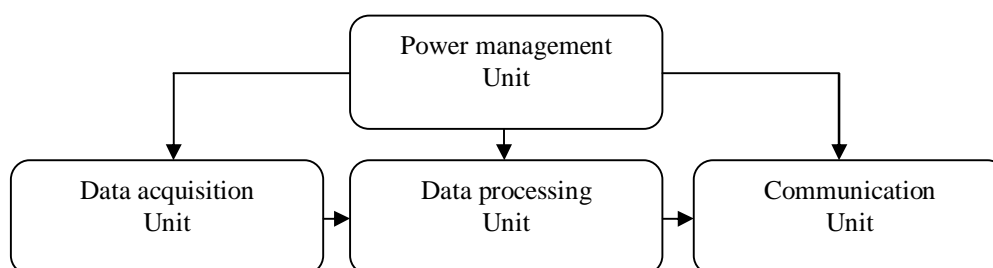 Power management
Unit
Data acquisition
Unit
Data processing
Unit
Communication
Unit